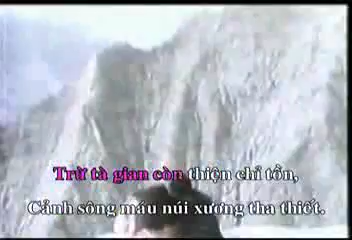 Trừ tà gian còn thiện chỉ tồn,
Cảnh sông máu núi xương tha thiết.